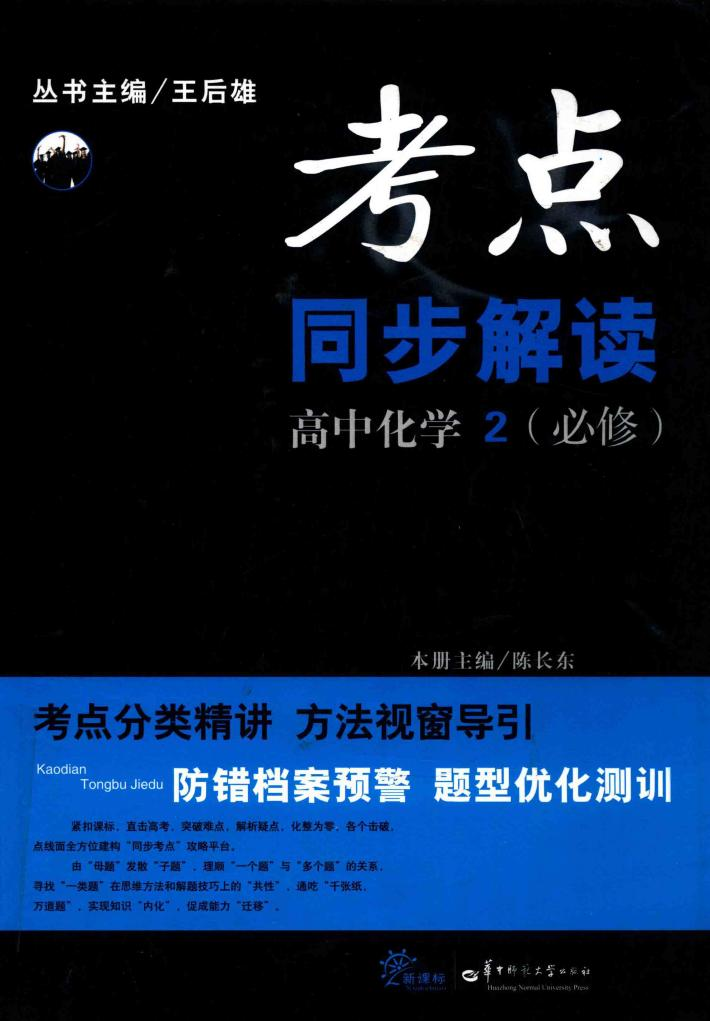 丛书主编/王后雄
考点
同步解读
高中化学 2（必修）
本册主编/陈长东
考点分类精讲 方法视窗导引
Kaodian
Tongbu Jiedu
防错档案预警 题型优化测训
紧扣课标，直击高考，突破难点，解析疑点，化整为零，各个击破，
点线面全方位建构“同步考点”攻略平台。
由“母题”发散“子题”，理顺“一个题”与“多个题”的关系，
寻找“一类题”在思维方法和解题技巧上的“共性”，通吃“千张纸，
万道题”，实现知识“内化”，促成能力“迁移”。
新课标
华中师范大学出版社
Huazhong Normal University Press